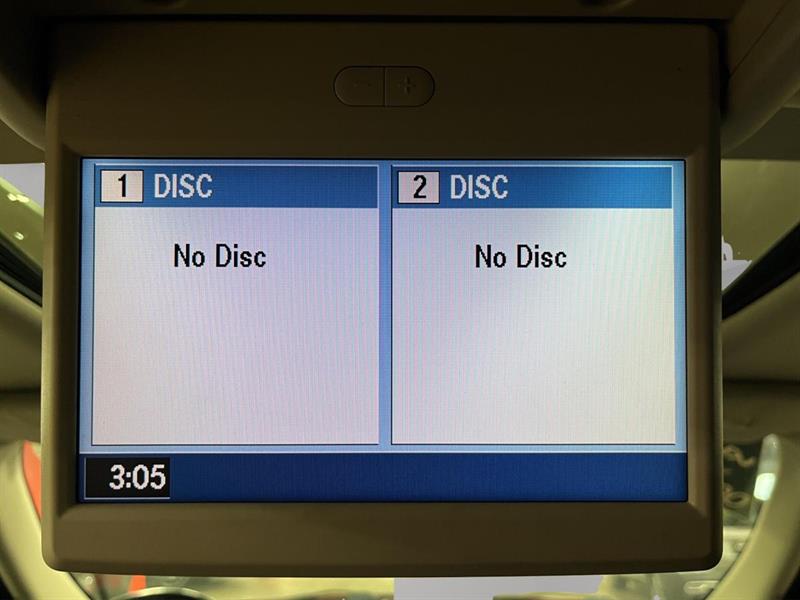 - +
1 DISC
No Disc
2 DISC
No Disc
3:05